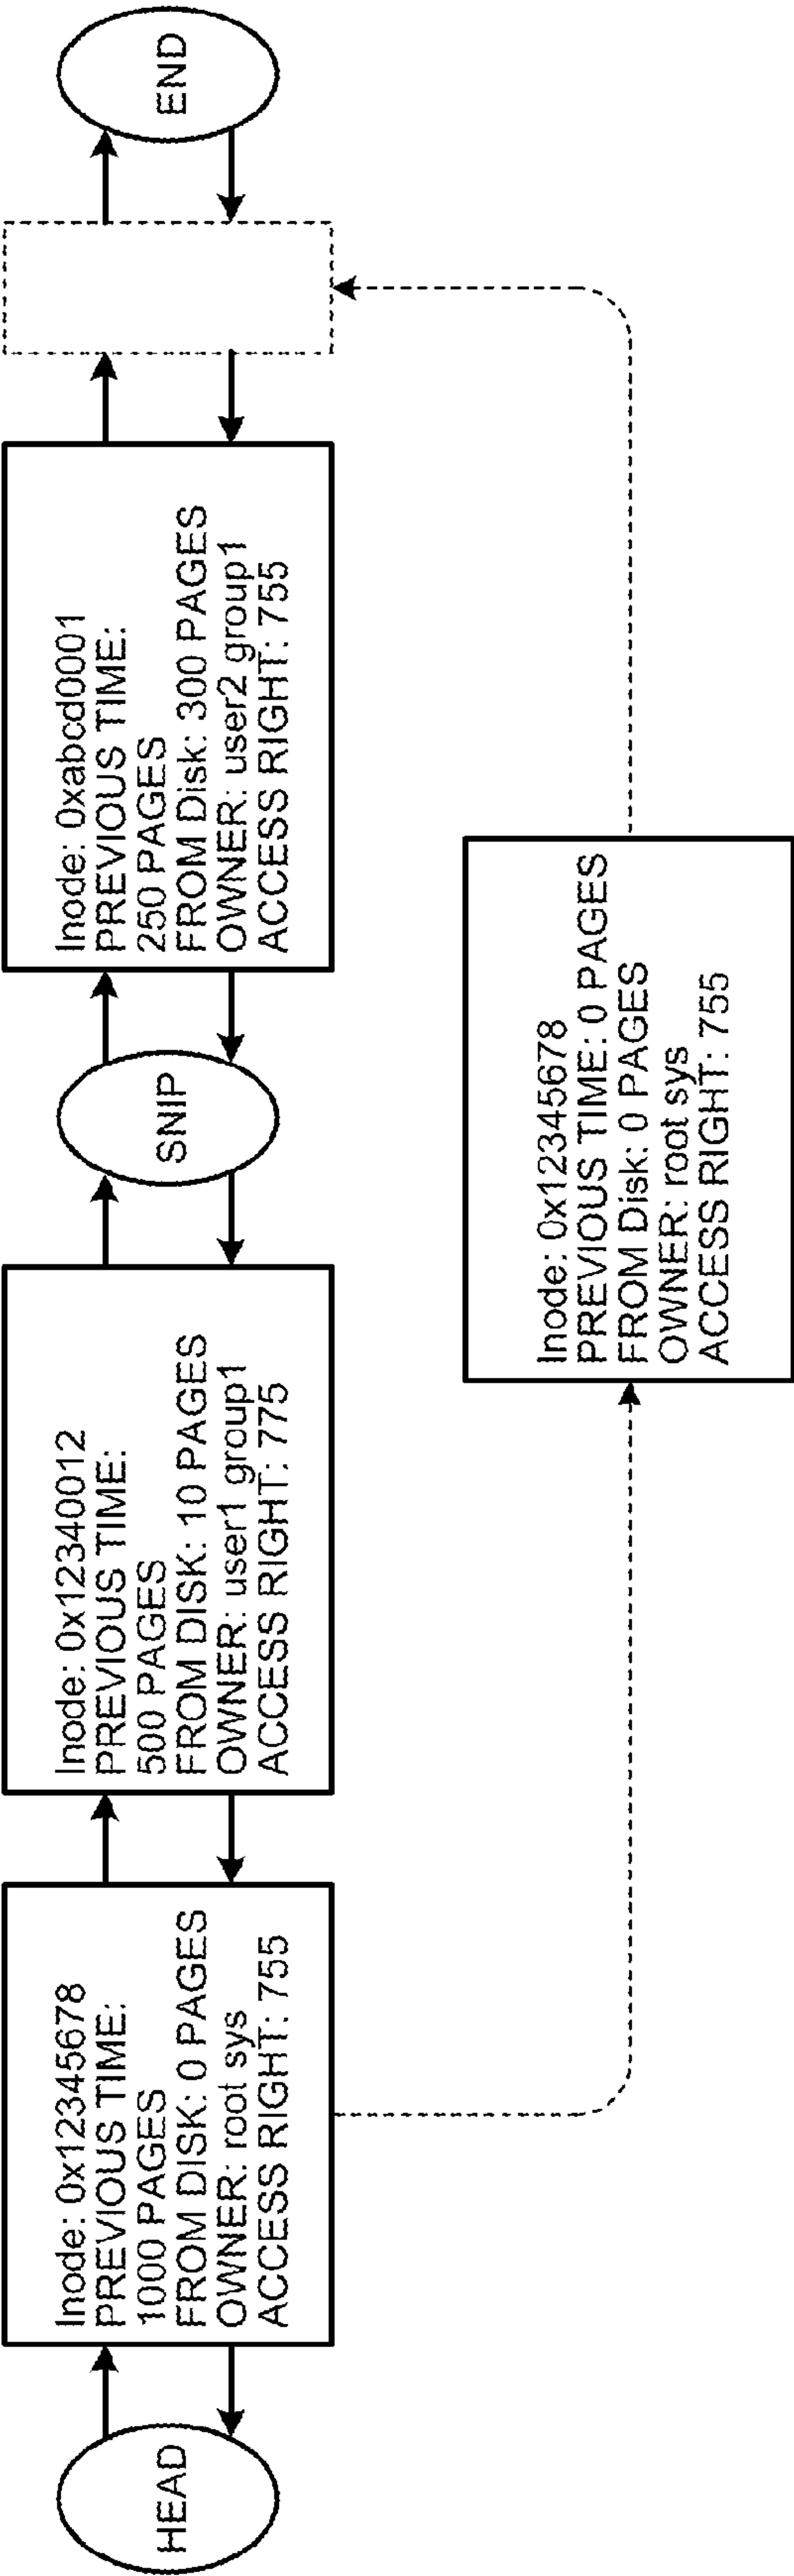 HEAD
Inode: 0x12345678
PREVIOUS TIME:
1000 PAGES
FROM DISK: 0 PAGES
OWNER: root sys
ACCESS RIGHT: 755
Inode: 0x12340012
PREVIOUS TIME:
500 PAGES
FROM DISK: 10 PAGES
OWNER: user1 group1
ACCESS RIGHT: 775
SNIP
Inode: 0xabcd0001
PREVIOUS TIME:
250 PAGES
FROM Disk: 300 PAGES
OWNER: user2 group1
ACCESS RIGHT: 755
END
Inode: 0x12345678
PREVIOUS TIME: 0 PAGES
FROM Disk: 0 PAGES
OWNER: root sys
ACCESS RIGHT: 755